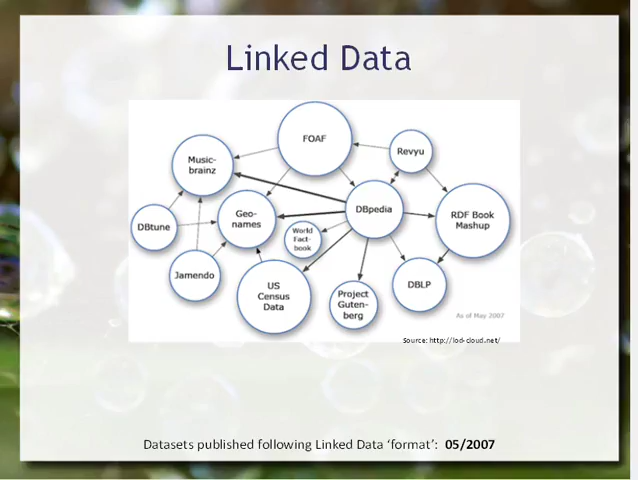 Linked Data
FOAF
Music-
brainz
Revyu
DBpedia
Geo-
names
RDF Book
Mashup
DBtune
World
Fact-
book
Jamendo
US
Census
Data
Project
Guten-
berg
DBLP
As of May 2007
Source: http://lod-cloud.net/
Datasets published following Linked Data ‘format’: 05/2007